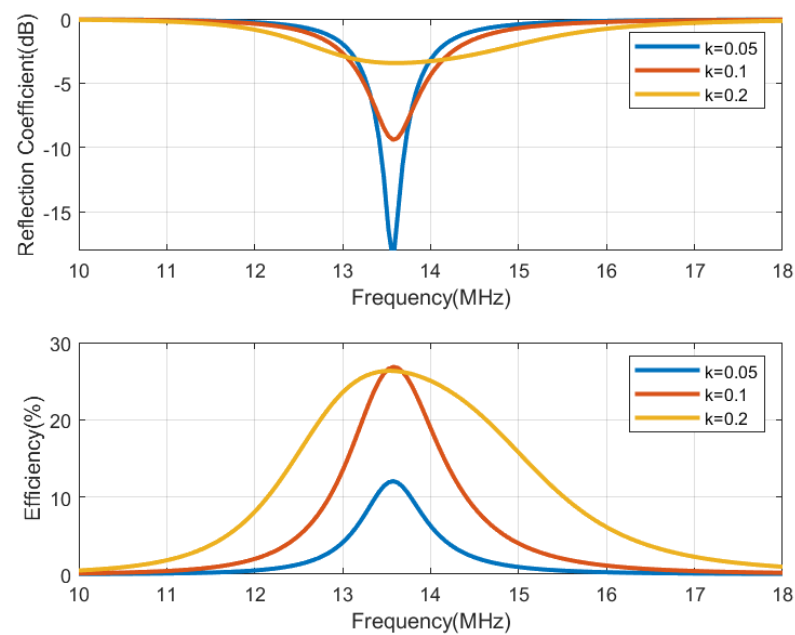 0
-5
-10
-15
Reflection Coefficient(dB)
k=0.05
k=0.1
k=0.2
10 11 12 13 14 15 16 17 18
Frequency(MHz)
30
20
10
0
Efficiency(%)
k=0.05
k=0.1
k=0.2
10 11 12 13 14 15 16 17 18
Frequency(MHz)